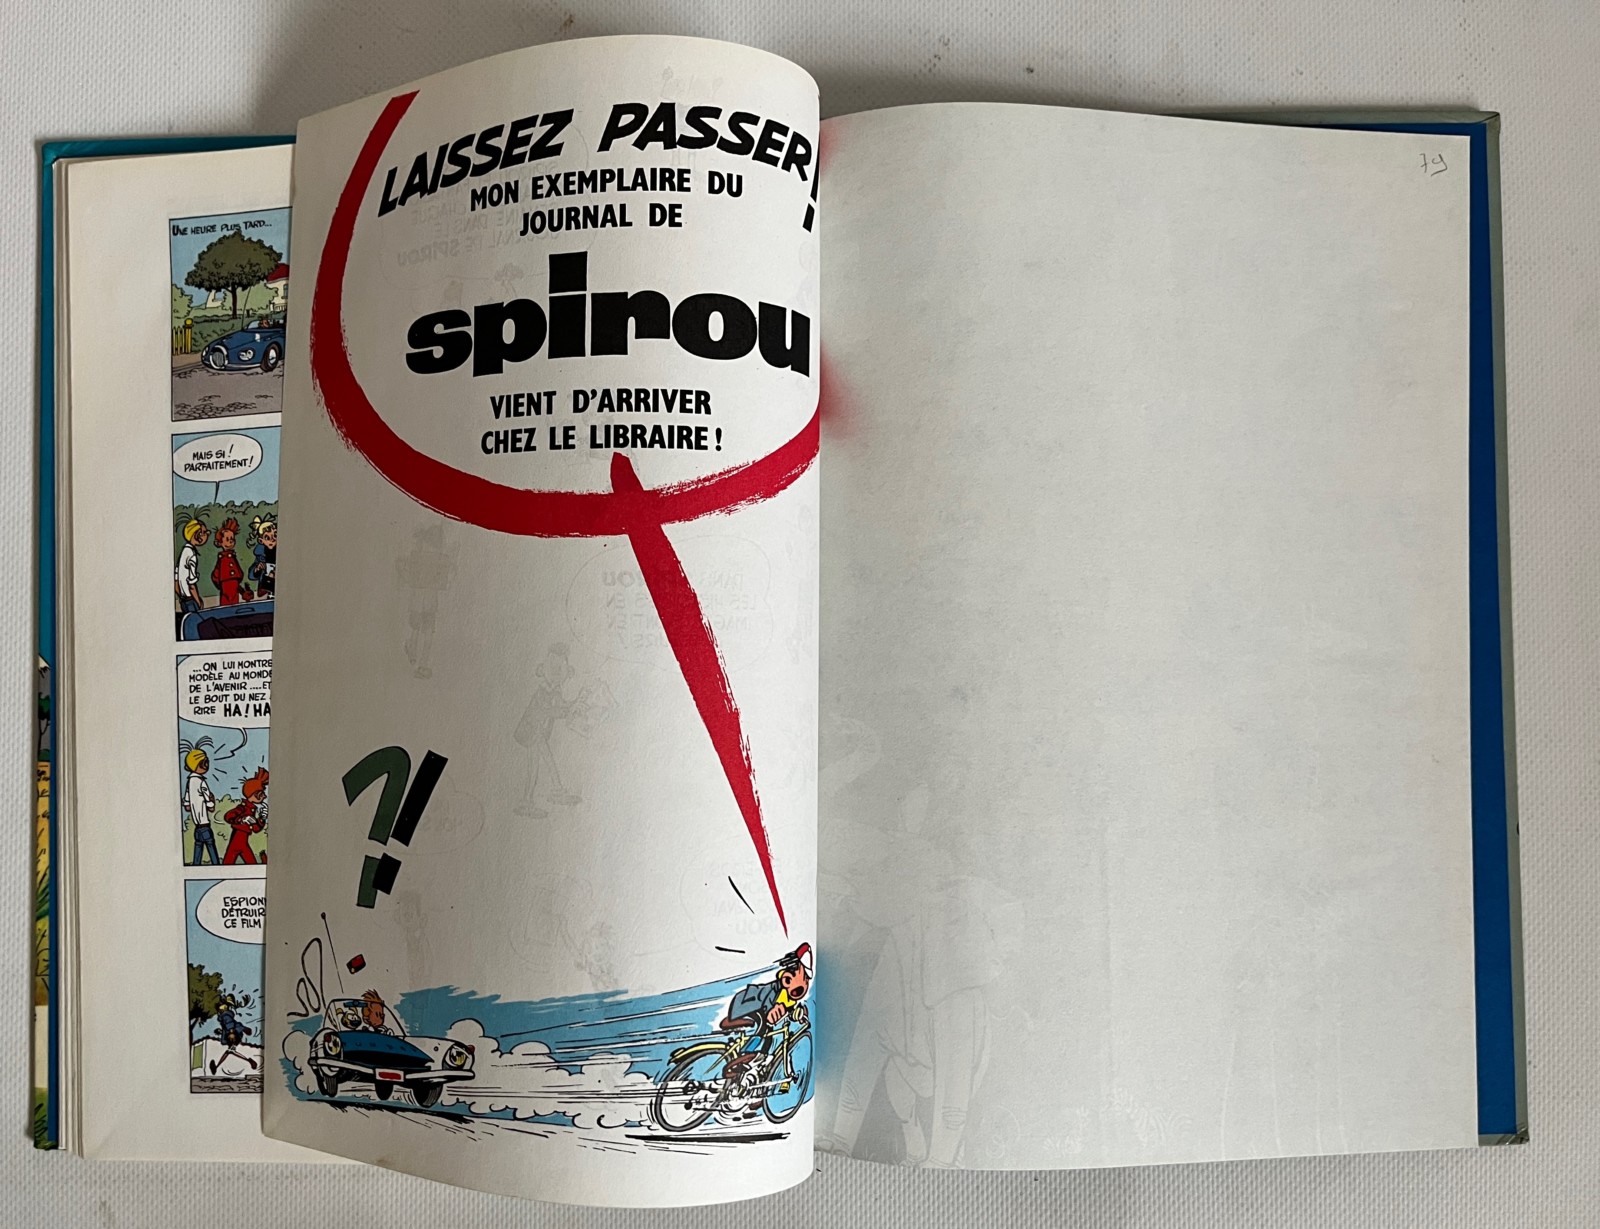 UNE HEURE PLUS TARD...
MAIS SI !
PARFAITEMENT !
...ON LUI MONTRE
MODÈLE AU MONDE
DE L'AVENIR ....ET
LE BOUT DU NEZ
RIRE HA! HA
ESPION
DÉTRUIR
CE FILM
LAISSEZ PASSER!
MON EXEMPLAIRE DU
JOURNAL DE
spirou
VIENT D'ARRIVER
CHEZ LE LIBRAIRE !
?!
79